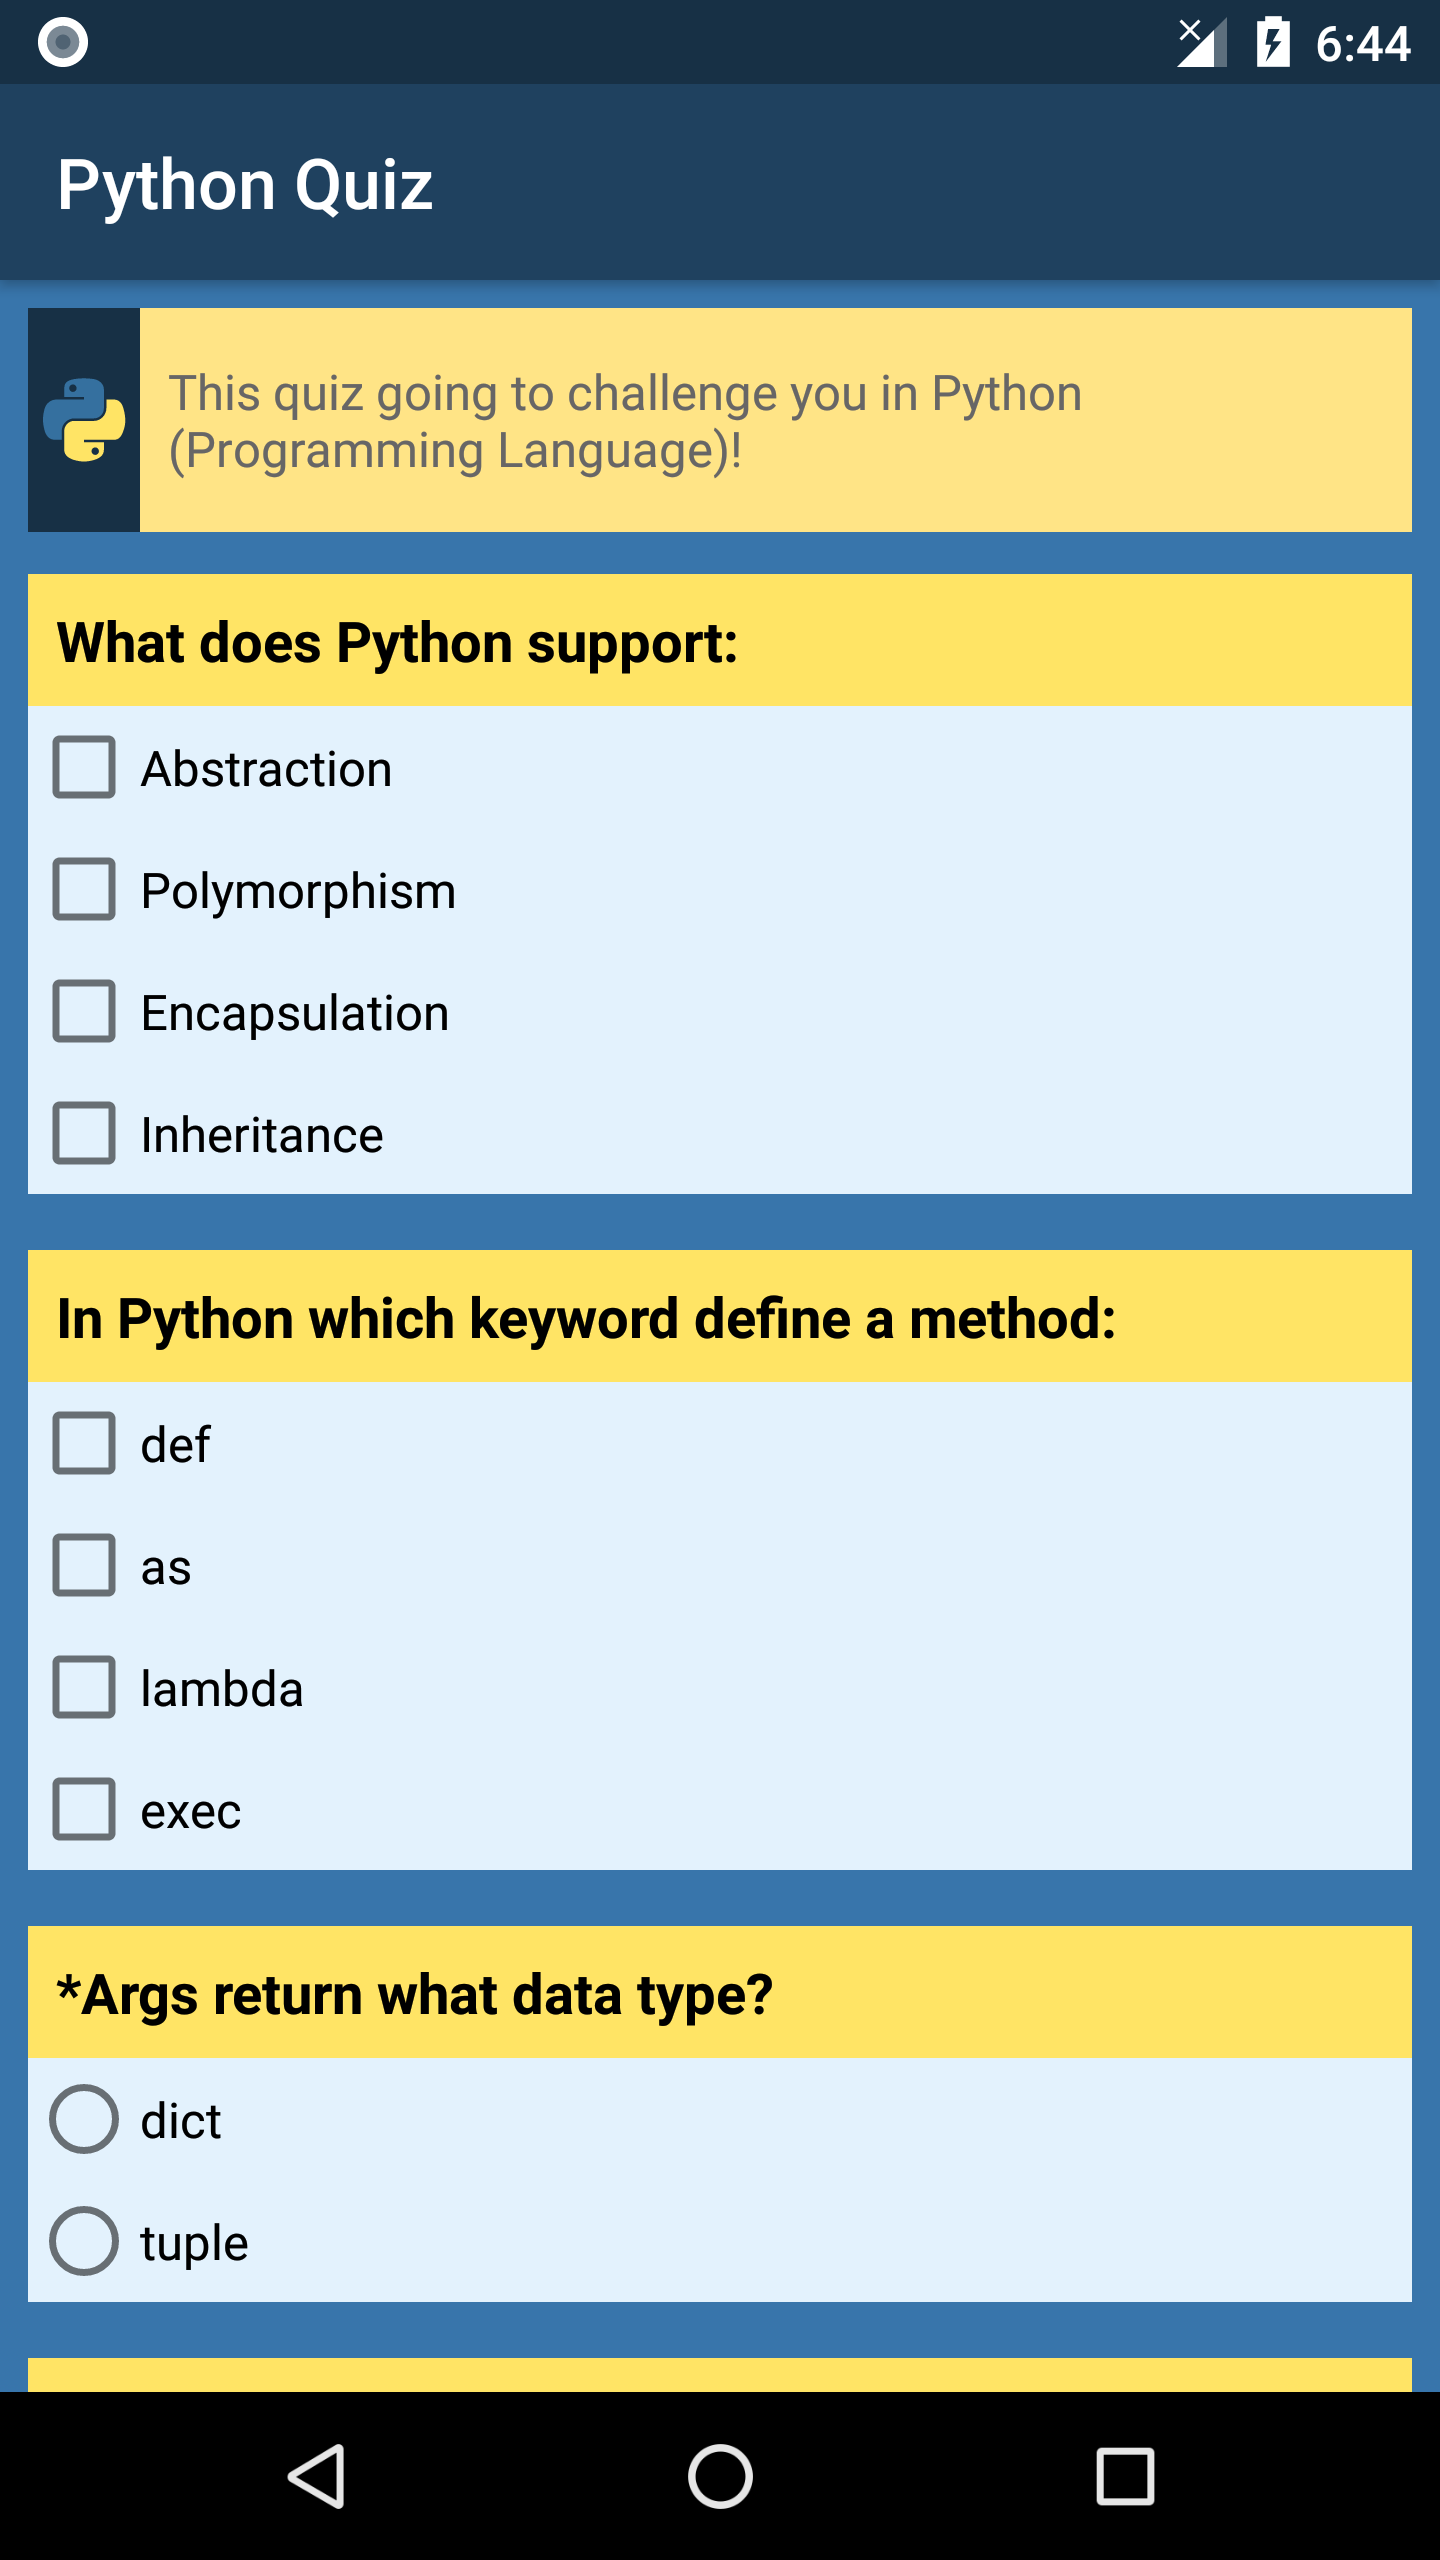 6:44
Python Quiz
This quiz going to challenge you in Python
(Programming Language)!
What does Python support:
Abstraction
Polymorphism
Encapsulation
Inheritance
In Python which keyword define a method:
def
as
lambda
exec
*Args return what data type?
dict
tuple